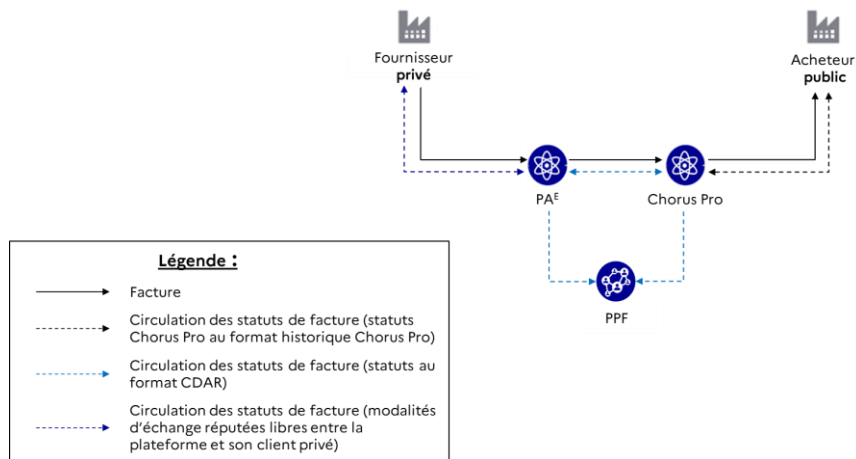 Fournisseur
privé
Acheteur
public
PAᴱ
Chorus Pro
PPF
Légende :
Facture
Circulation des statuts de facture (statuts
Chorus Pro au format historique Chorus Pro)
Circulation des statuts de facture (statuts au
format CDAR)
Circulation des statuts de facture (modalités
d’échange réputées libres entre la
plateforme et son client privé)